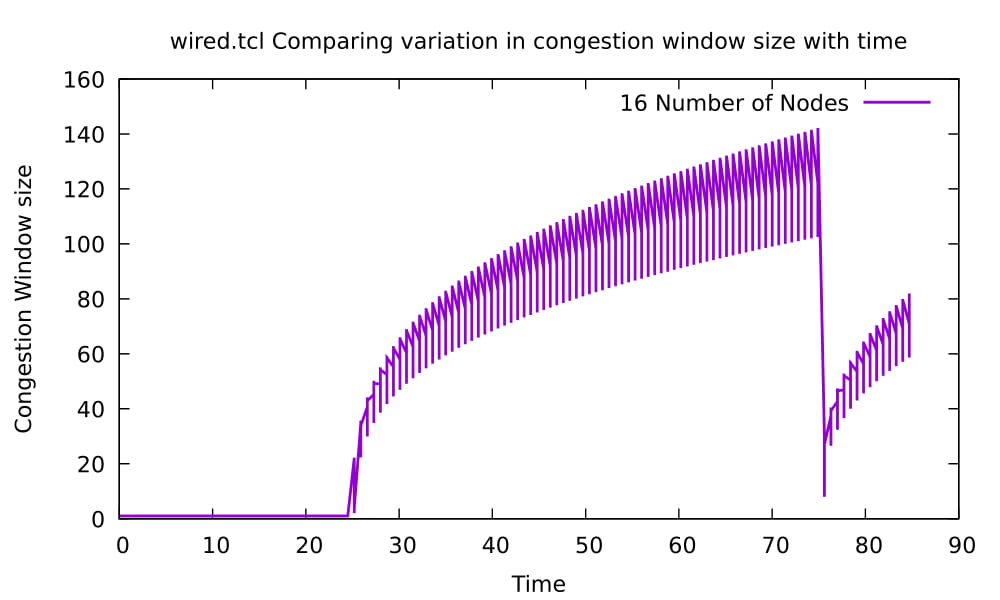 wired.tcl Comparing variation in congestion window size with time
16 Number of Nodes
Congestion Window size
160
140
120
100
80
60
40
20
0
0 10 20 30 40 50 60 70 80 90
Time